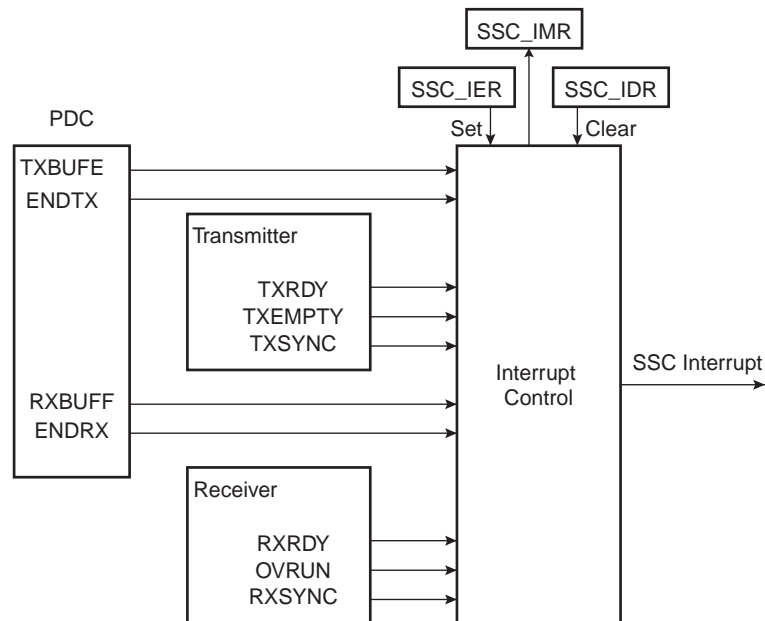 SSC_IMR
SSC_IER
SSC_IDR
PDC
Set
Clear
TXBUFE
ENDTX
Transmitter
TXRDY
TXEMPTY
TXSYNC
Interrupt
Control
SSC Interrupt
RXBUFF
ENDRX
Receiver
RXRDY
OVRUN
RXSYNC